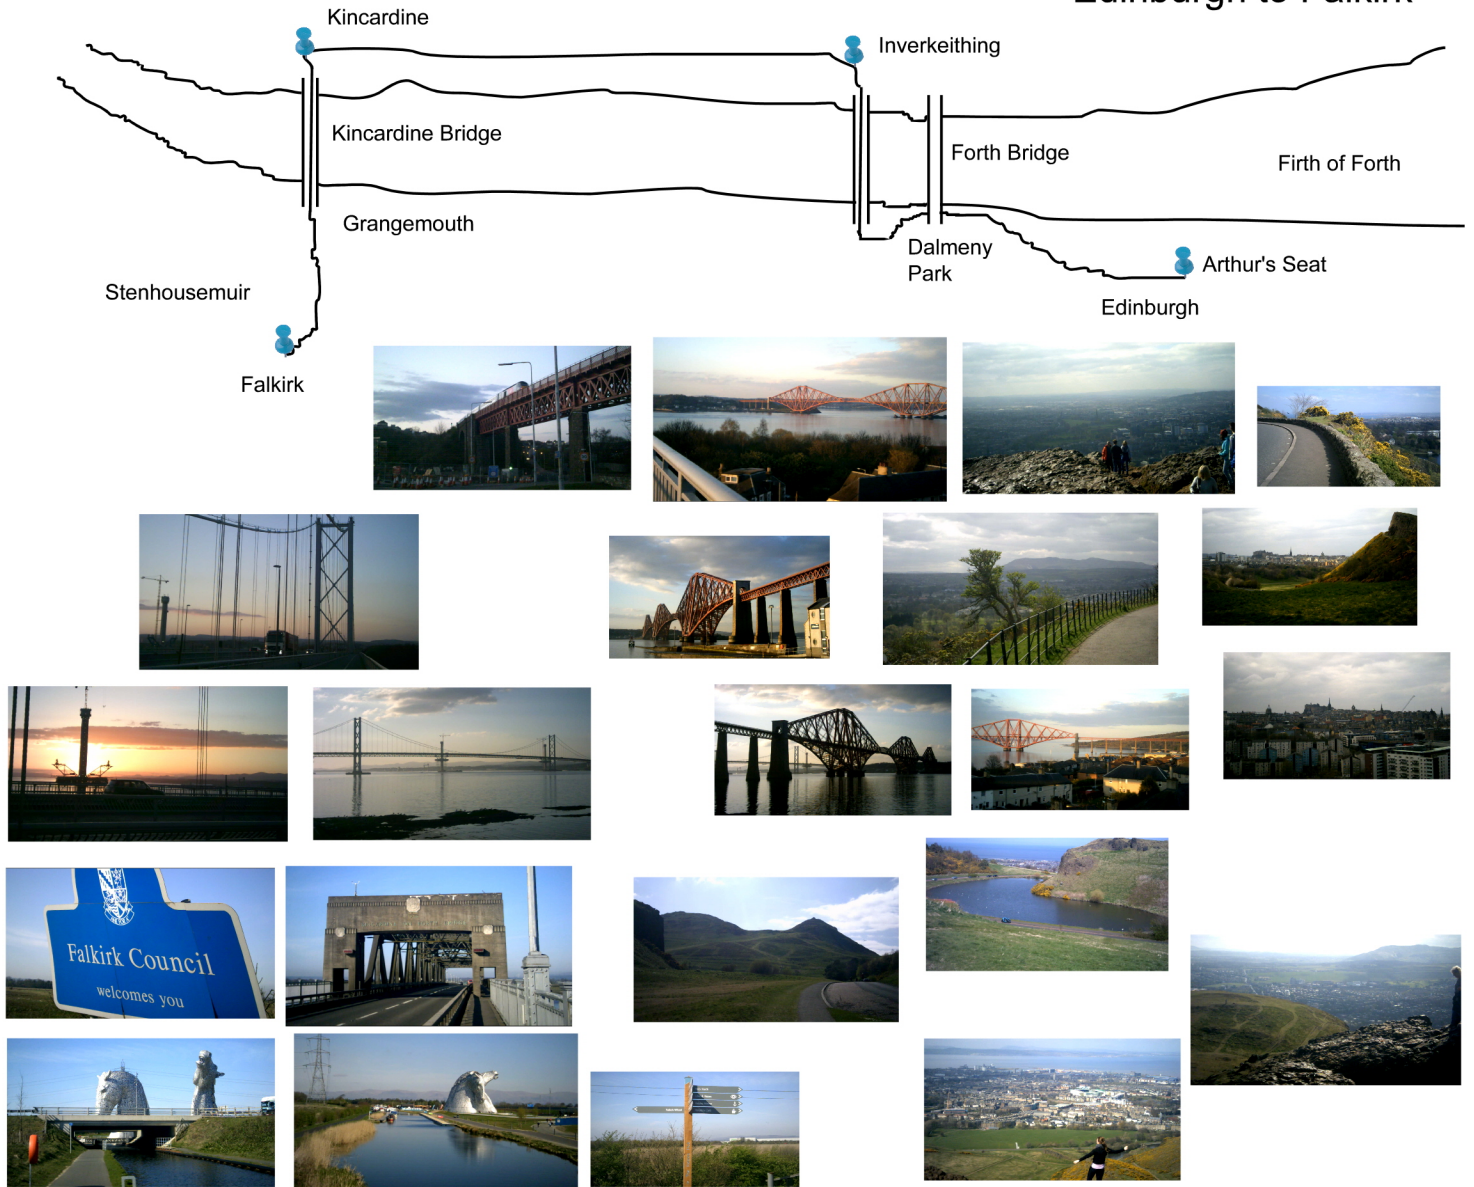 Edinburgh to Falkirk
Kincardine
Inverkeithing
Kincardine Bridge
Forth Bridge
Firth of Forth
Grangemouth
Dalmeny
Park
Arthur's Seat
Stenhousemuir
Edinburgh
Falkirk
Falkirk Council
welcomes you